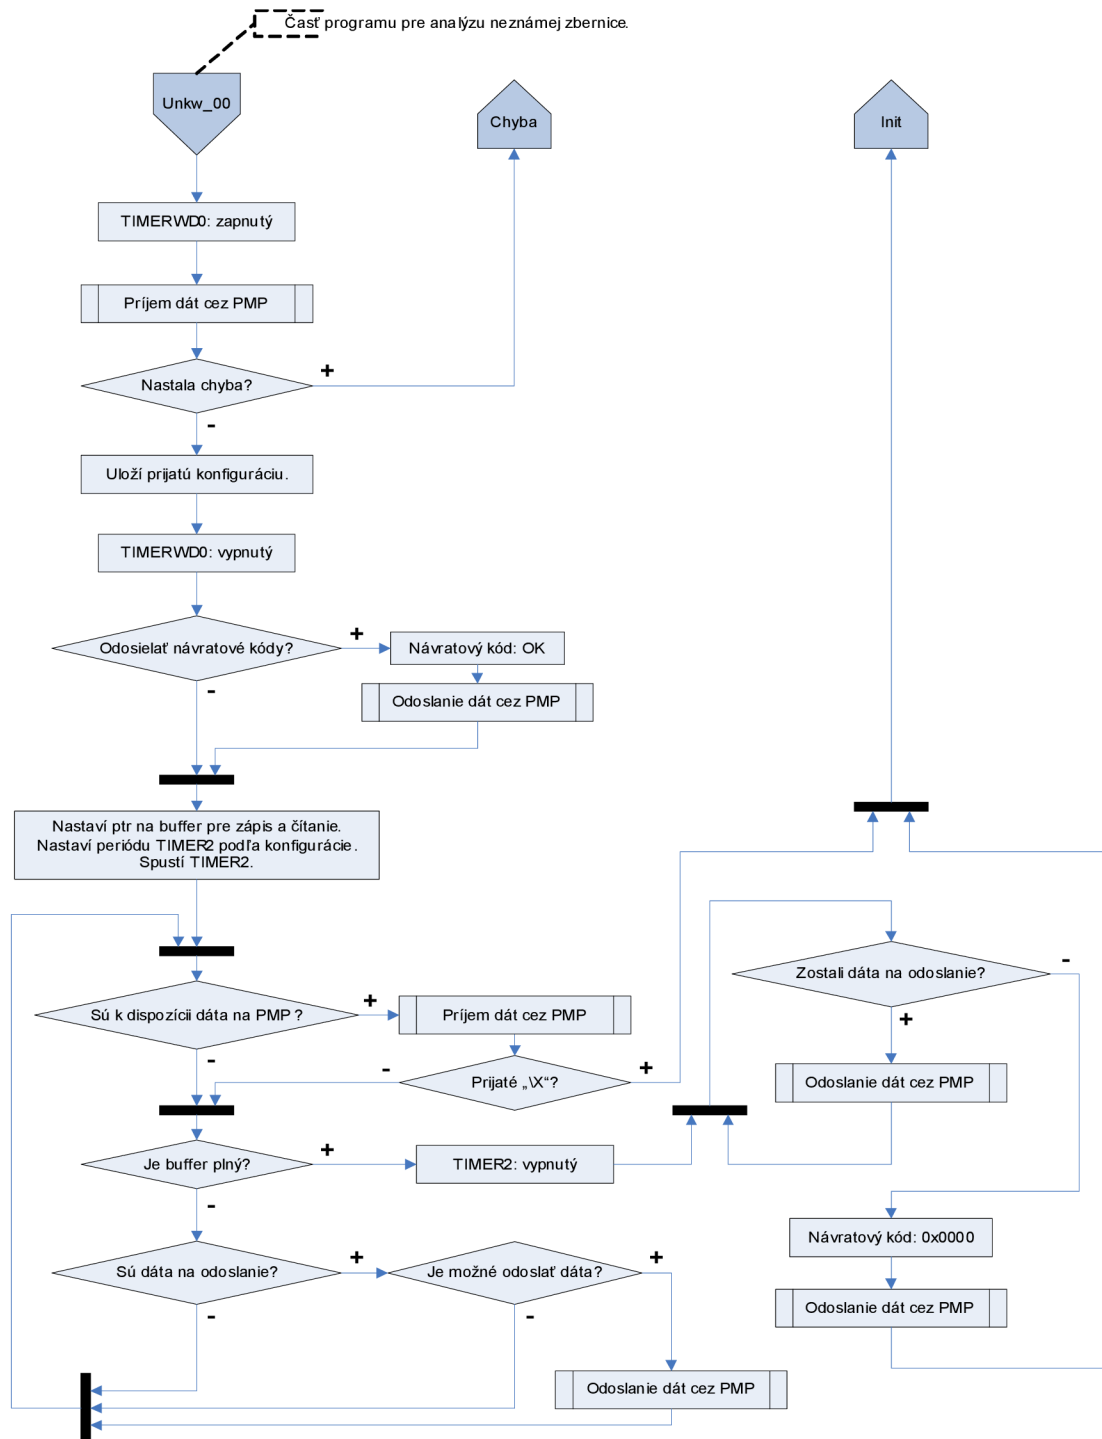 Časť programu pre analýzu neznámej zbernice.
Unkw_00
Chyba
Init
TIMERWD0: zapnutý
Príjem dát cez PMP
Nastala chyba?
+
-
Uloží prijatú konfiguráciu.
TIMERWD0: vypnutý
Odosielať návratové kódy?
+
-
Návratový kód: OK
Odoslanie dát cez PMP
Nastaví ptr na buffer pre zápis a čítanie.
Nastaví periódu TIMER2 podľa konfigurácie.
Spustí TIMER2.
Sú k dispozícii dáta na PMP?
+
-
Príjem dát cez PMP
Prijaté „\X“?
-
+
Je buffer plný?
+
-
TIMER2: vypnutý
Zostali dáta na odoslanie?
-
+
Odoslanie dát cez PMP
Návratový kód: 0x0000
Odoslanie dát cez PMP
Sú dáta na odoslanie?
+
-
Je možné odoslať dáta?
+
-
Odoslanie dát cez PMP